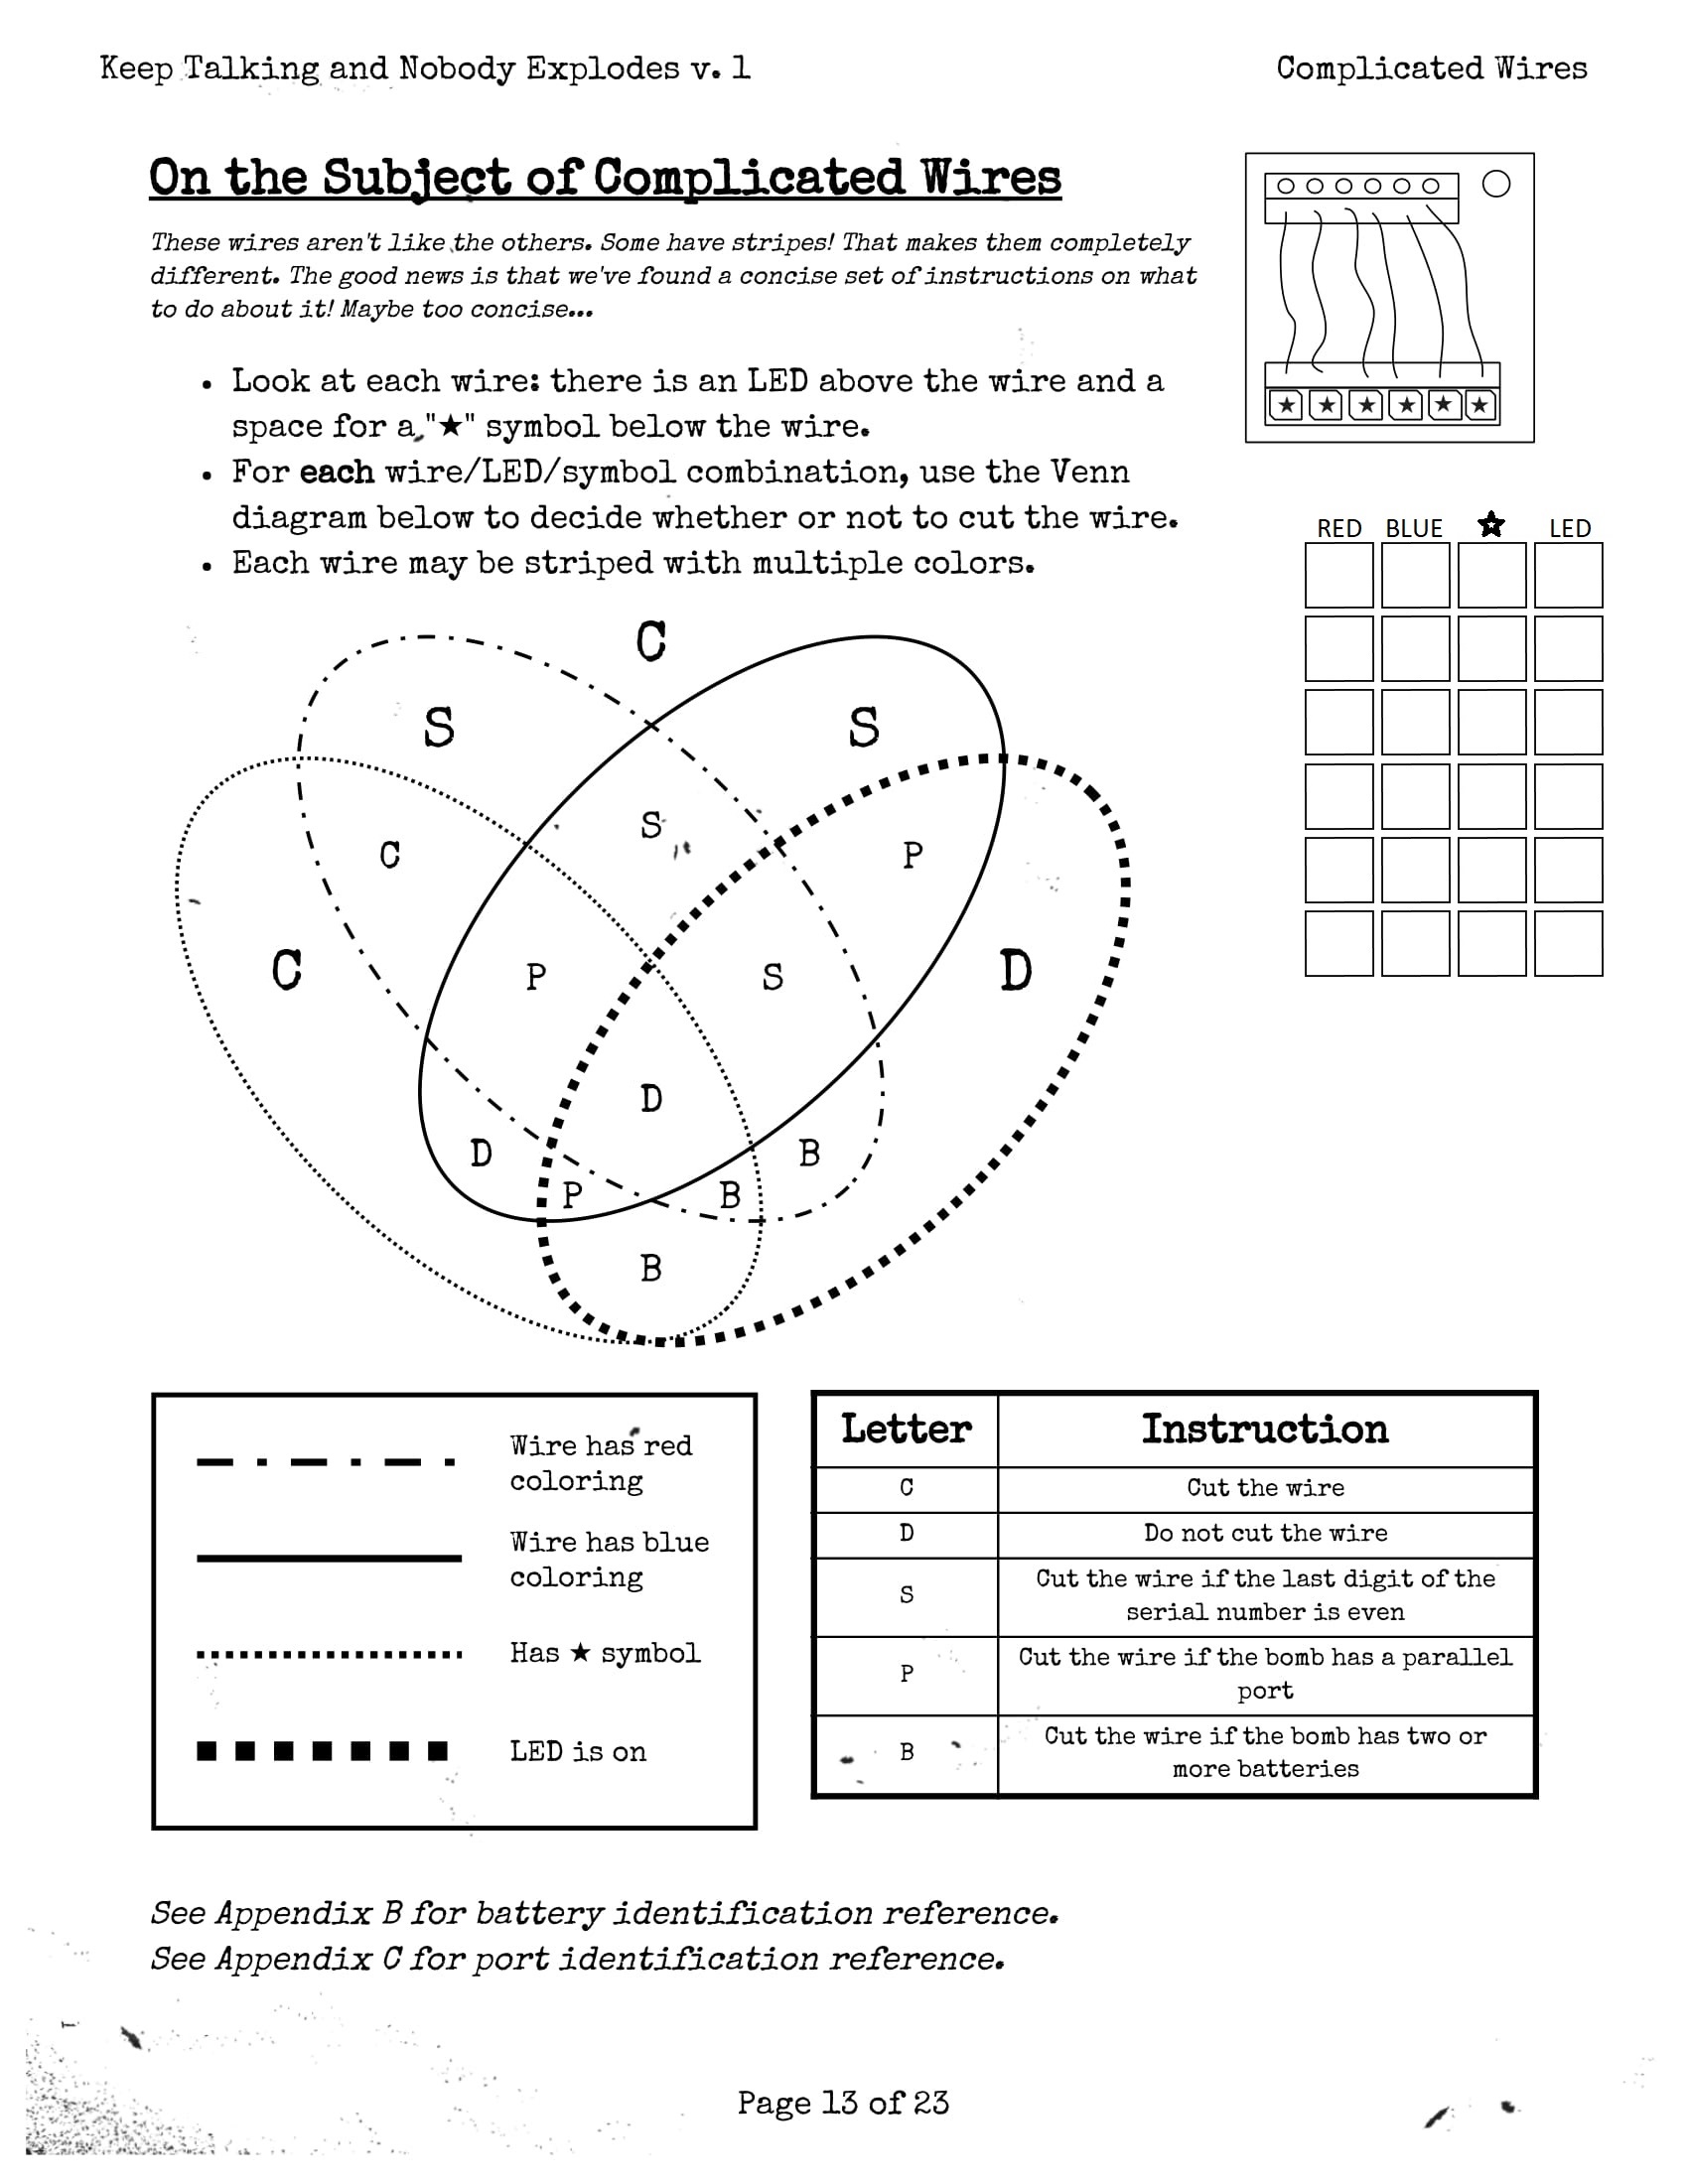 Keep Talking and Nobody Explodes v. 1
Complicated Wires
On the Subject of Complicated Wires
These wires aren't like the others. Some have stripes! That makes them completely
different. The good news is that we've found a concise set of instructions on what
to do about it! Maybe too concise...
• Look at each wire: there is an LED above the wire and a
space for a "★" symbol below the wire.
• For each wire/LED/symbol combination, use the Venn
diagram below to decide whether or not to cut the wire.
• Each wire may be striped with multiple colors.
★ ★ ★ ★ ★ ★
RED BLUE ☆ LED
C
S S
S
C P
C D
P S
D
D B
P B
B
Wire has red
coloring
Wire has blue
coloring
Has ★ symbol
LED is on
Letter Instruction
C Cut the wire
D Do not cut the wire
S Cut the wire if the last digit of the
serial number is even
P Cut the wire if the bomb has a parallel
port
B Cut the wire if the bomb has two or
more batteries
See Appendix B for battery identification reference.
See Appendix C for port identification reference.
Page 13 of 23